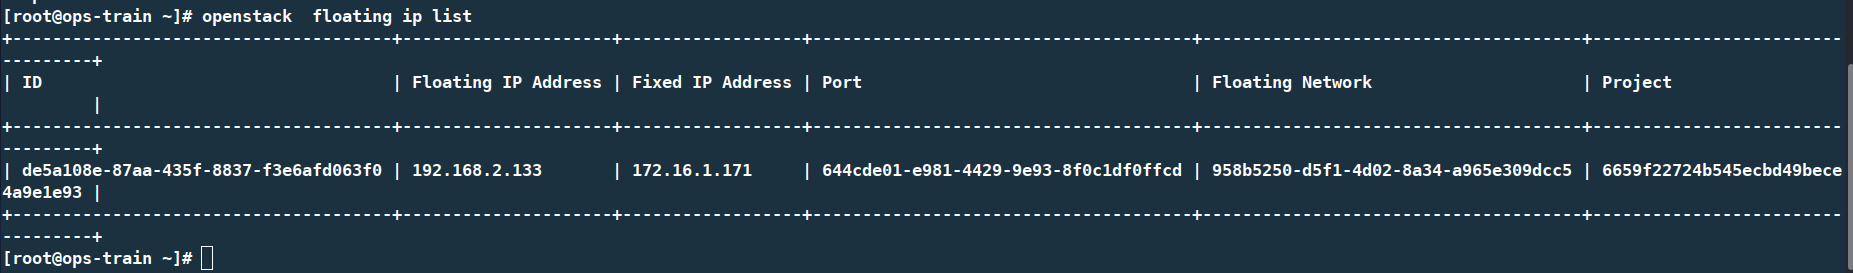 [root@ops-train ~]# openstack  floating ip list
+--------------------------------------+---------------------+------------------+--------------------------------------+--------------------------------------+-------------------------
---------+
| ID                                   | Floating IP Address | Fixed IP Address | Port                                 | Floating Network                     | Project
         |
+--------------------------------------+---------------------+------------------+--------------------------------------+--------------------------------------+-------------------------
---------+
| de5a108e-87aa-435f-8837-f3e6afd063f0 | 192.168.2.133       | 172.16.1.171     | 644cde01-e981-4429-9e93-8f0c1df0ffcd | 958b5250-d5f1-4d02-8a34-a965e309dcc5 | 6659f22724b545ecbd49bece
4a9e1e93 |
+--------------------------------------+---------------------+------------------+--------------------------------------+--------------------------------------+-------------------------
---------+
[root@ops-train ~]#